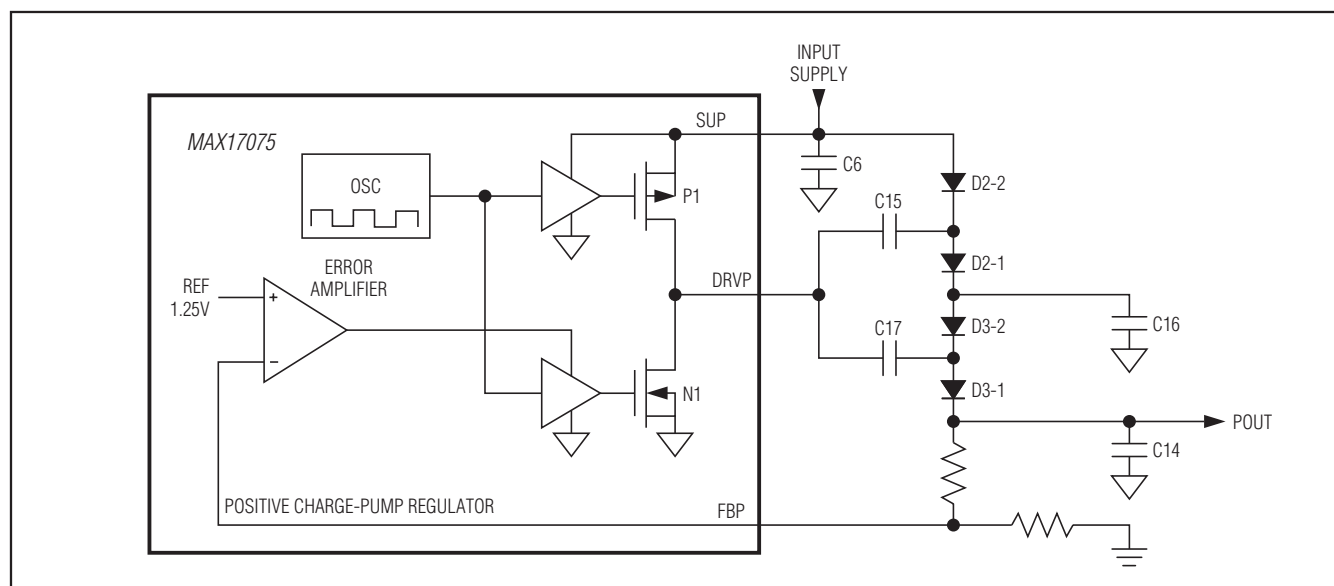 INPUT
SUPPLY
MAX17075
SUP
C6
OSC
P1
D2-2
C15
D2-1
ERROR
AMPLIFIER
REF
1.25V
+
−
DRVP
C17
D3-2
C16
N1
D3-1
POUT
C14
POSITIVE CHARGE-PUMP REGULATOR
FBP